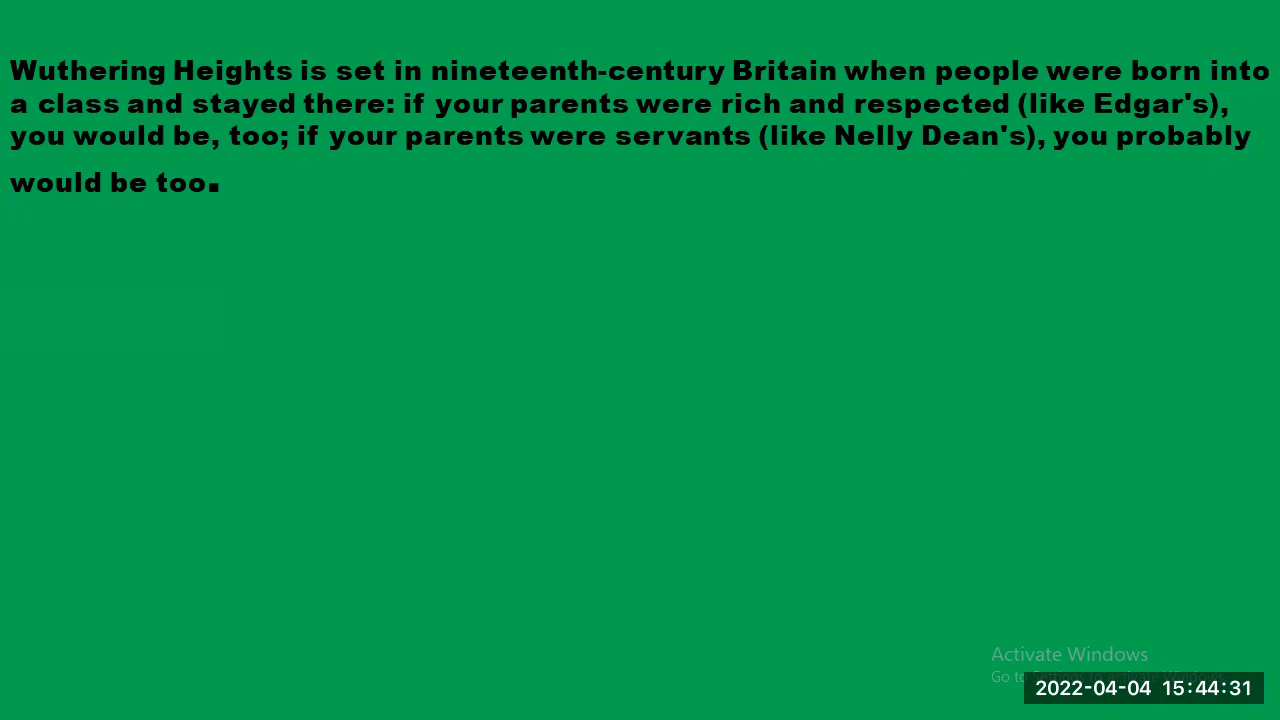 Wuthering Heights is set in nineteenth-century Britain when people were born into
a class and stayed there: if your parents were rich and respected (like Edgar's),
you would be, too; if your parents were servants (like Nelly Dean's), you probably
would be too.
Activate Windows
Go to
2022-04-04 15:44:31